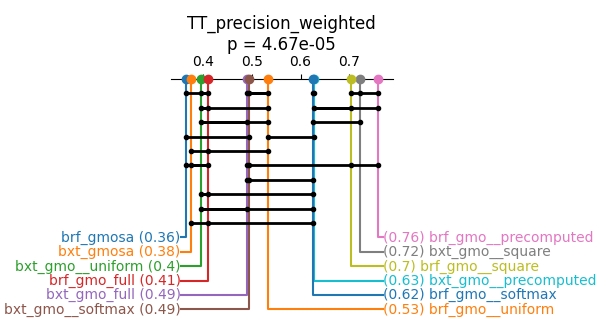 TT_precision_weighted
p = 4.67e-05
0.4 0.5 0.6 0.7
brf_gmosa (0.36) (0.76) brf_gmo__precomputed
bxt_gmosa (0.38) (0.72) bxt_gmo__square
bxt_gmo__uniform (0.4) (0.7) brf_gmo__square
brf_gmo_full (0.41) (0.63) bxt_gmo__precomputed
bxt_gmo_full (0.49) (0.62) brf_gmo__softmax
bxt_gmo__softmax (0.49) (0.53) brf_gmo__uniform